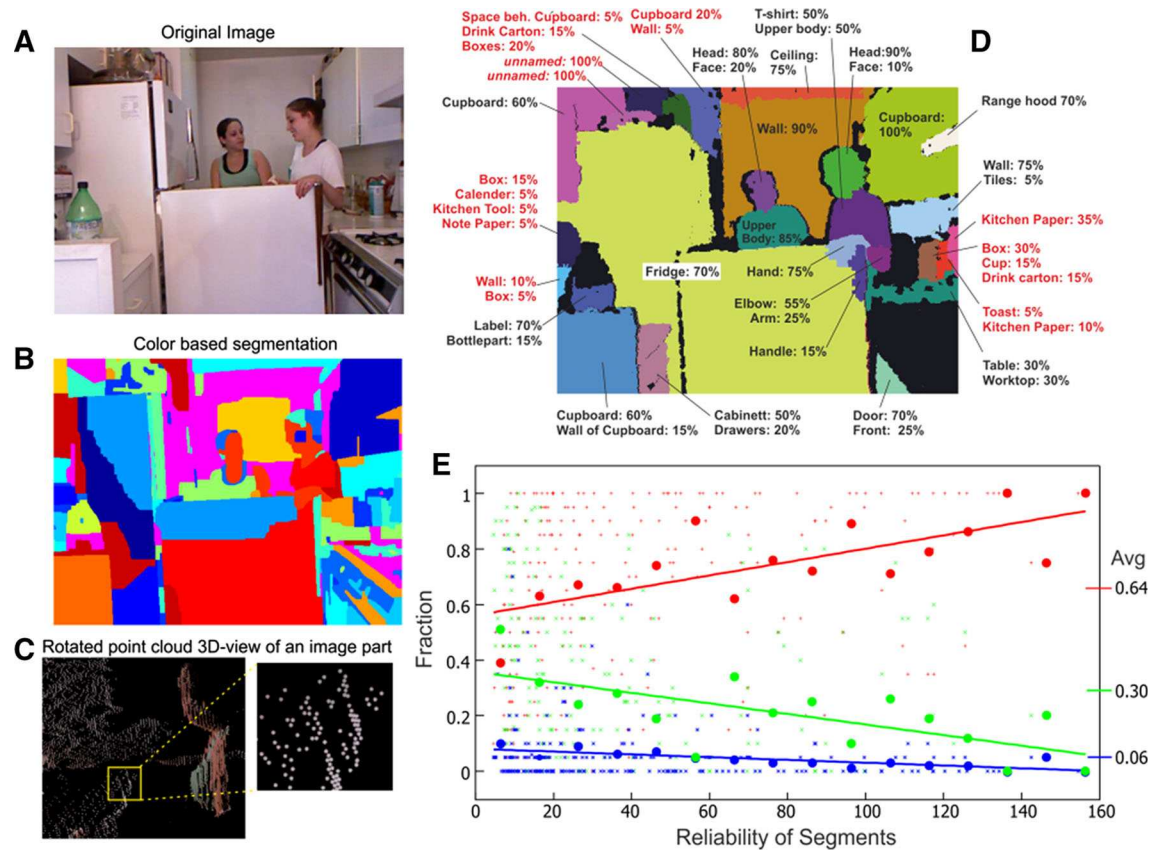 A
Original Image
B
Color based segmentation
C
Rotated point cloud 3D-view of an image part
D
Space beh. Cupboard: 5%
Drink Carton: 15%
Boxes: 20%
unnamed: 100%
unnamed: 100%
Cupboard: 60%
Cupboard 20%
Wall: 5%
Head: 80%
Face: 20%
T-shirt: 50%
Upper body: 50%
Ceiling:
75%
Head:90%
Face: 10%
Range hood 70%
Wall: 90%
Cupboard:
100%
Wall: 75%
Tiles: 5%
Box: 15%
Calender: 5%
Kitchen Tool: 5%
Note Paper: 5%
Kitchen Paper: 35%
Upper
Body: 85%
Box: 30%
Cup: 15%
Drink carton: 15%
Wall: 10%
Box: 5%
Fridge: 70%
Hand: 75%
Elbow: 55%
Arm: 25%
Toast: 5%
Kitchen Paper: 10%
Label: 70%
Bottlepart: 15%
Handle: 15%
Table: 30%
Worktop: 30%
Cupboard: 60%
Wall of Cupboard: 15%
Cabinett: 50%
Drawers: 20%
Door: 70%
Front: 25%
E
Fraction
1
0.8
0.6
0.4
0.2
0
0 20 40 60 80 100 120 140 160
Reliability of Segments
Avg
0.64
0.30
0.06